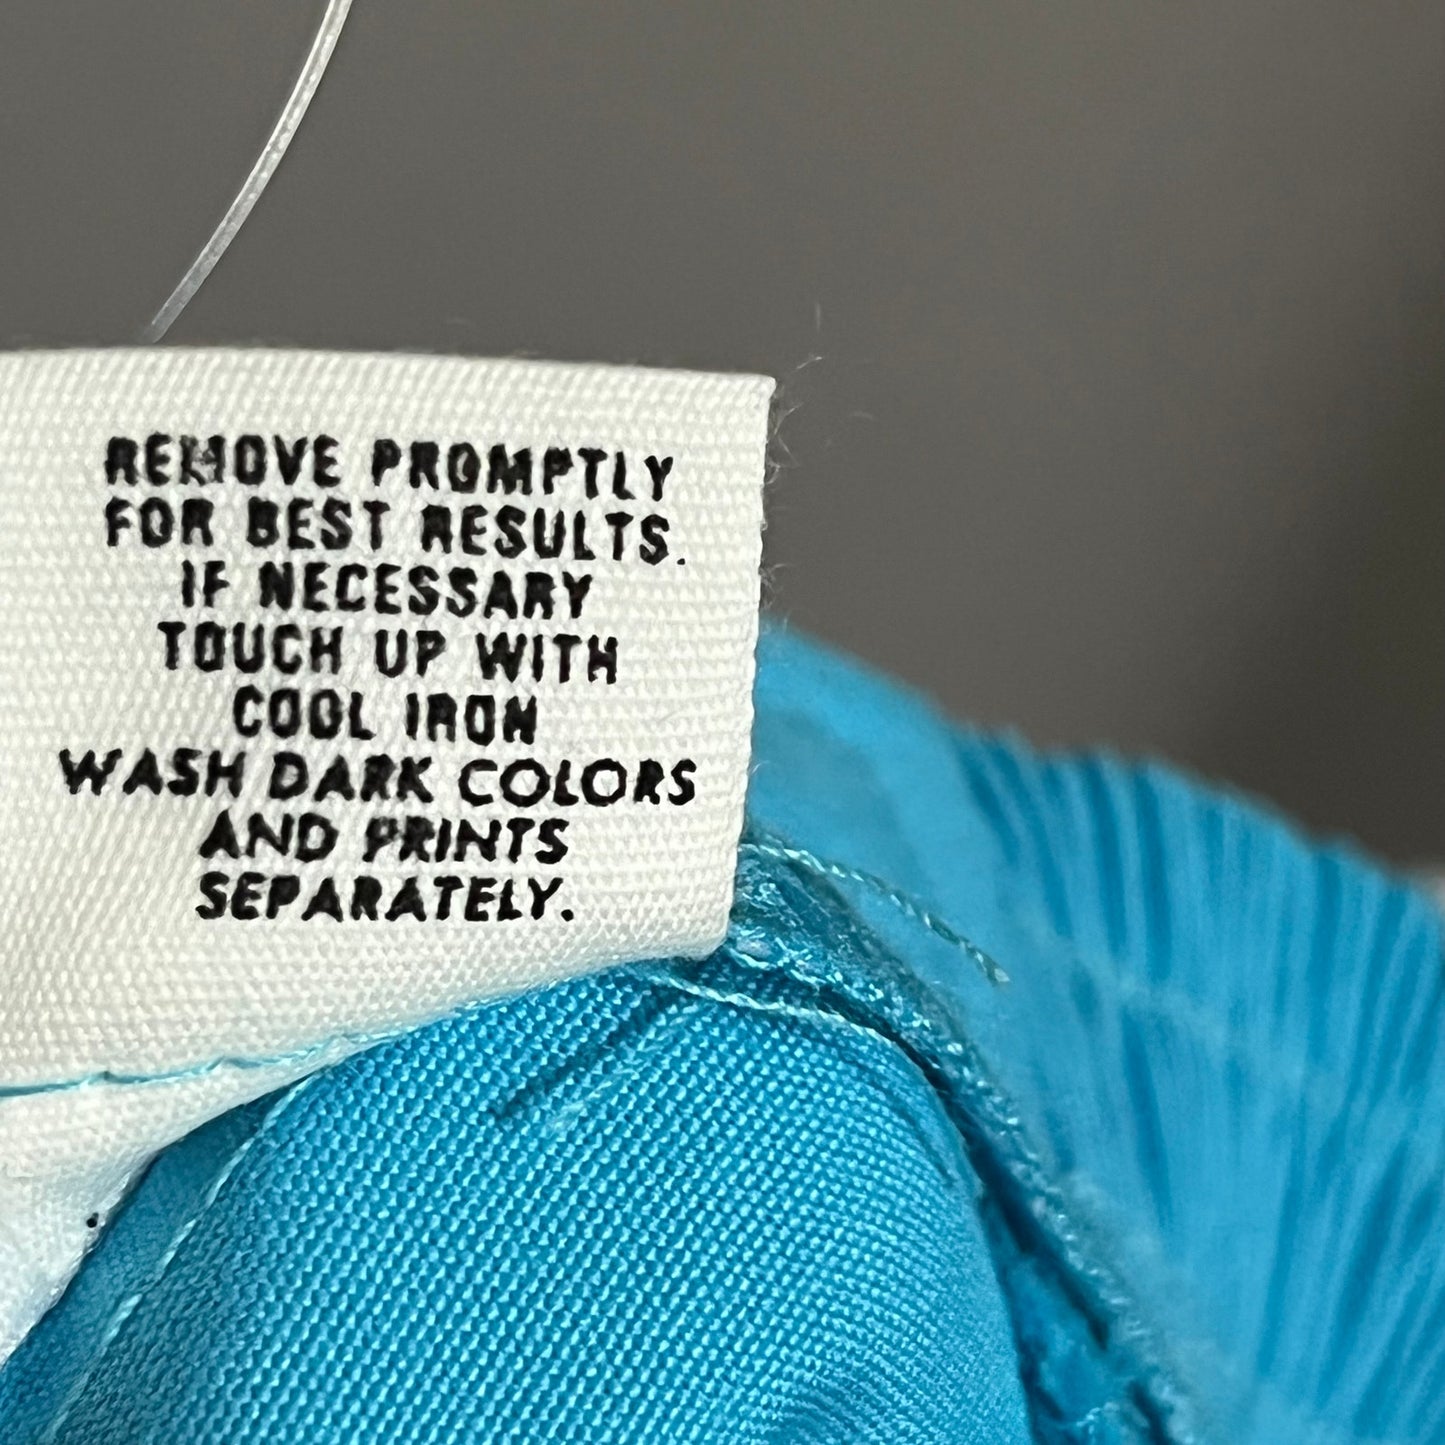 REMOVE PROMPTLY
FOR BEST RESULTS.
IF NECESSARY
TOUCH UP WITH
COOL IRON
WASH DARK COLORS
AND PRINTS
SEPARATELY.